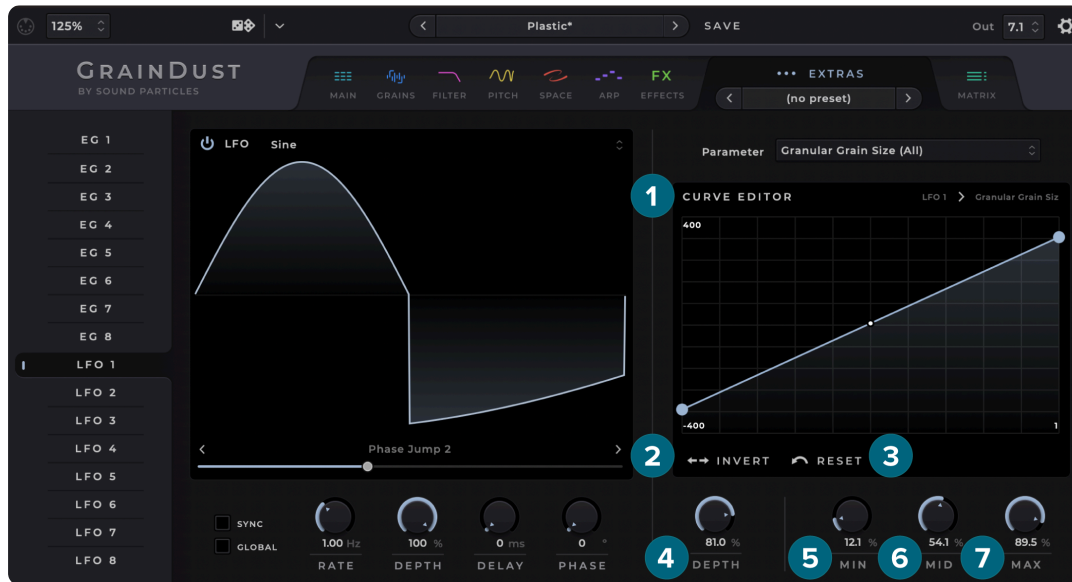 125%
Plastic*
SAVE
Out 7.1
GRAINDUST
BY SOUND PARTICLES
MAIN
GRAINS
FILTER
PITCH
SPACE
ARP
FX
EFFECTS
EXTRAS
(no preset)
MATRIX
EG 1
EG 2
EG 3
EG 4
EG 5
EG 6
EG 7
EG 8
LFO 1
LFO 2
LFO 3
LFO 4
LFO 5
LFO 6
LFO 7
LFO 8
LFO Sine
Phase Jump 2
SYNC
GLOBAL
1.00 Hz
RATE
100 %
DEPTH
0 ms
DELAY
0 °
PHASE
Parameter Granular Grain Size (All)
1
CURVE EDITOR
LFO 1 > Granular Grain Siz
400
-400
1
2
INVERT
RESET
3
81.0 %
4
DEPTH
12.1 %
5
MIN
54.1 %
6
MID
89.5 %
7
MAX